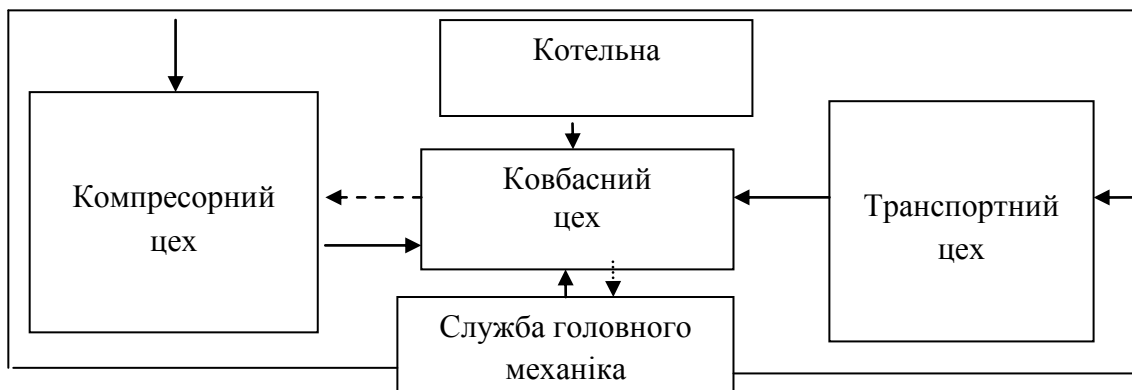 Котельна
Компресорний
цех
Ковбасний
цех
Транспортний
цех
Служба головного
механіка